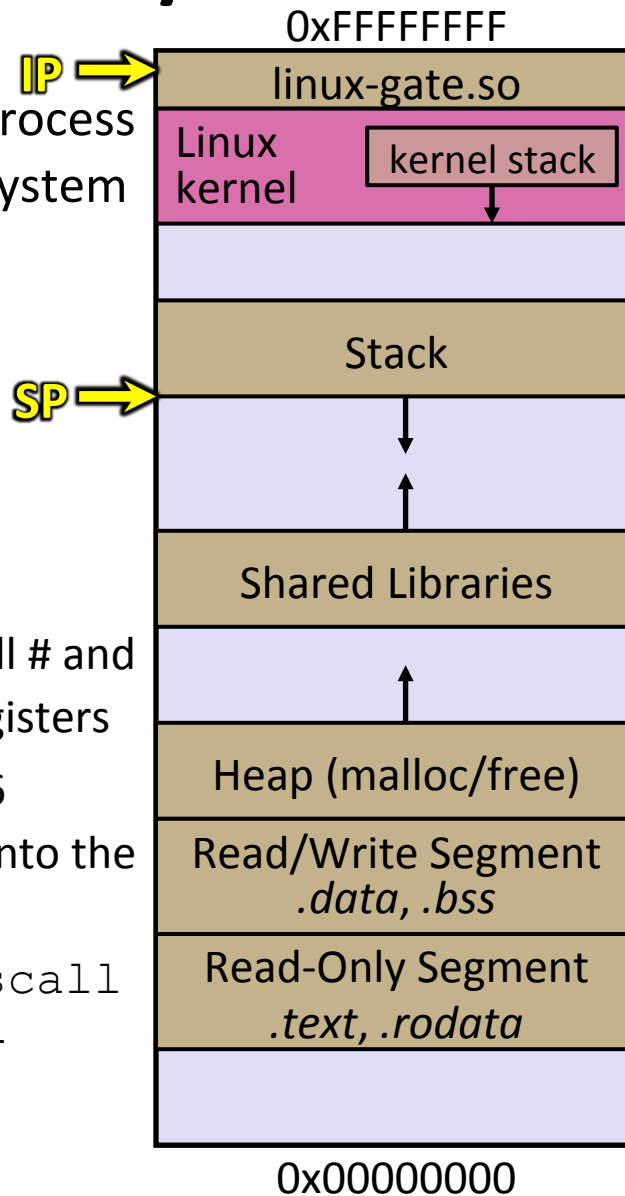 0xFFFFFFFF
IP
linux-gate.so
rocess
ystem
Linux
kernel
kernel stack
Stack
SP
Shared Libraries
ll # and
gisters
Heap (malloc/free)
nto the
Read/Write Segment
.data, .bss
scall
Read-Only Segment
.text, .rodata
0x00000000